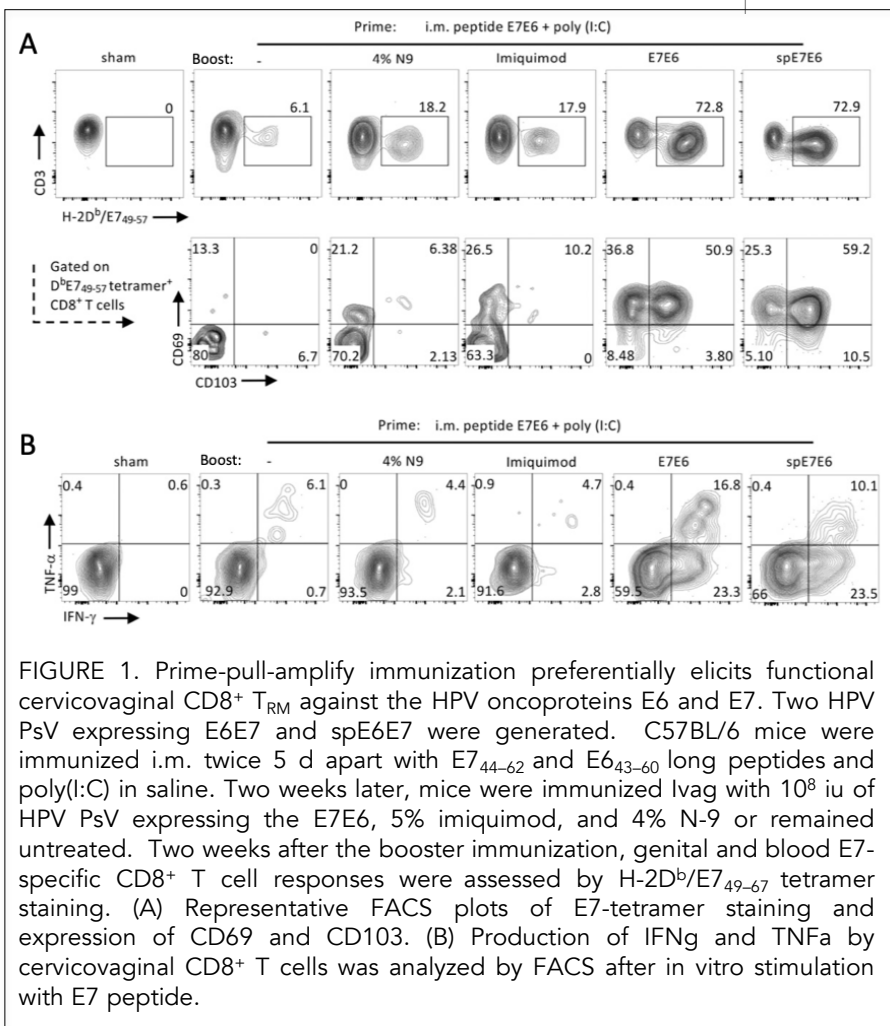 A
Prime: i.m. peptide E7E6 + poly (I:C)
sham Boost: - 4% N9 Imiquimod E7E6 spE7E6
0 6.1 18.2 17.9 72.8 72.9
CD3
H-2Dᵇ/E7₄₉₋₅₇
13.3 0 21.2 6.38 26.5 10.2 36.8 50.9 25.3 59.2
Gated on
DᵇE7₄₉₋₅₇ tetramer⁺
CD8⁺ T cells
CD69
80 6.7 70.2 2.13 63.3 0 8.48 3.80 5.10 10.5
CD103
B
Prime: i.m. peptide E7E6 + poly (I:C)
sham Boost: - 4% N9 Imiquimod E7E6 spE7E6
0.4 0.6 0.3 6.1 0 4.4 0.9 4.7 0.4 16.8 0.4 10.1
TNF-α
99 0 92.9 0.7 93.5 2.1 91.6 2.8 59.5 23.3 66 23.5
IFN-γ
FIGURE 1. Prime-pull-amplify immunization preferentially elicits functional
cervicovaginal CD8⁺ T_RM against the HPV oncoproteins E6 and E7. Two HPV
PsV expressing E6E7 and spE6E7 were generated. C57BL/6 mice were
immunized i.m. twice 5 d apart with E7₄₄₋₆₂ and E6₄₃₋₆₀ long peptides and
poly(I:C) in saline. Two weeks later, mice were immunized Ivag with 10⁸ iu of
HPV PsV expressing the E7E6, 5% imiquimod, and 4% N-9 or remained
untreated. Two weeks after the booster immunization, genital and blood E7-
specific CD8⁺ T cell responses were assessed by H-2Dᵇ/E7₄₉₋₆₇ tetramer
staining. (A) Representative FACS plots of E7-tetramer staining and
expression of CD69 and CD103. (B) Production of IFNg and TNFa by
cervicovaginal CD8⁺ T cells was analyzed by FACS after in vitro stimulation
with E7 peptide.